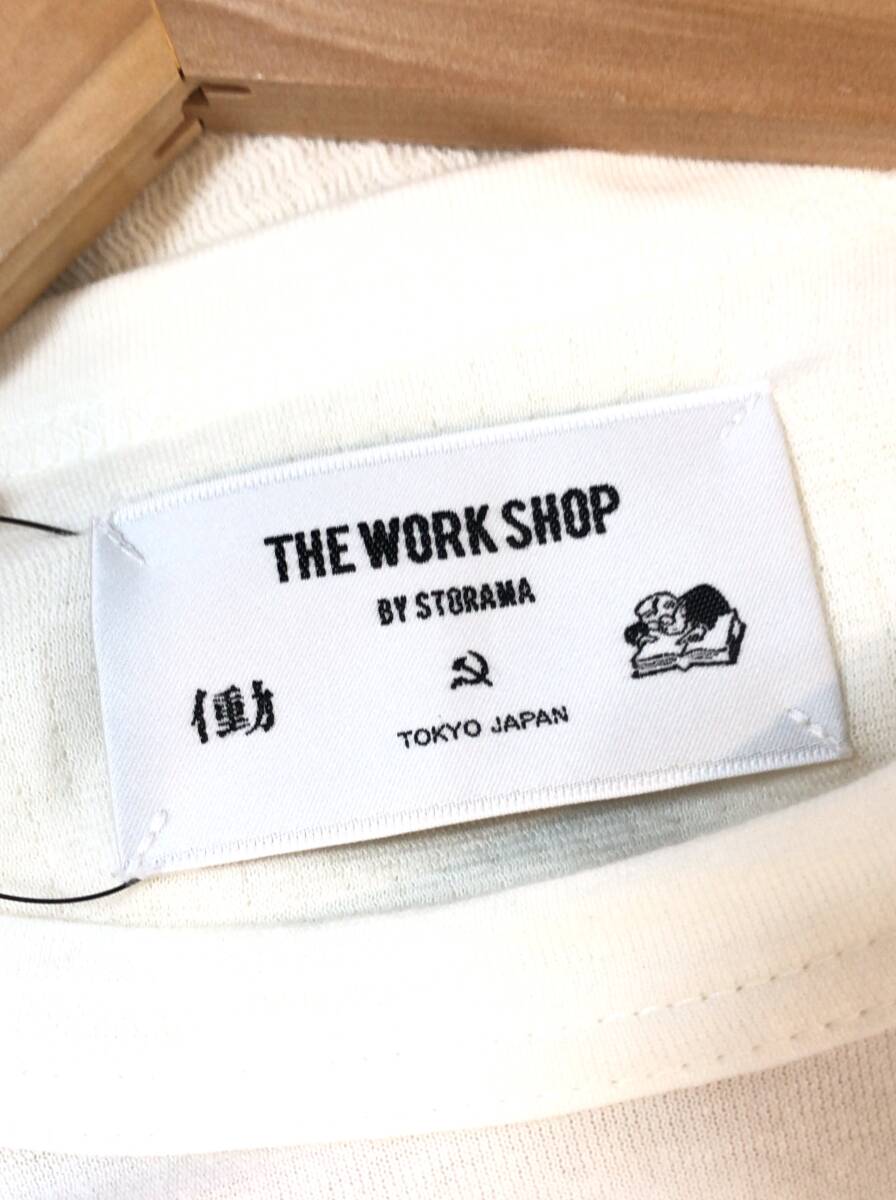 THE WORK SHOP
BY STORAMA
働
TOKYO JAPAN